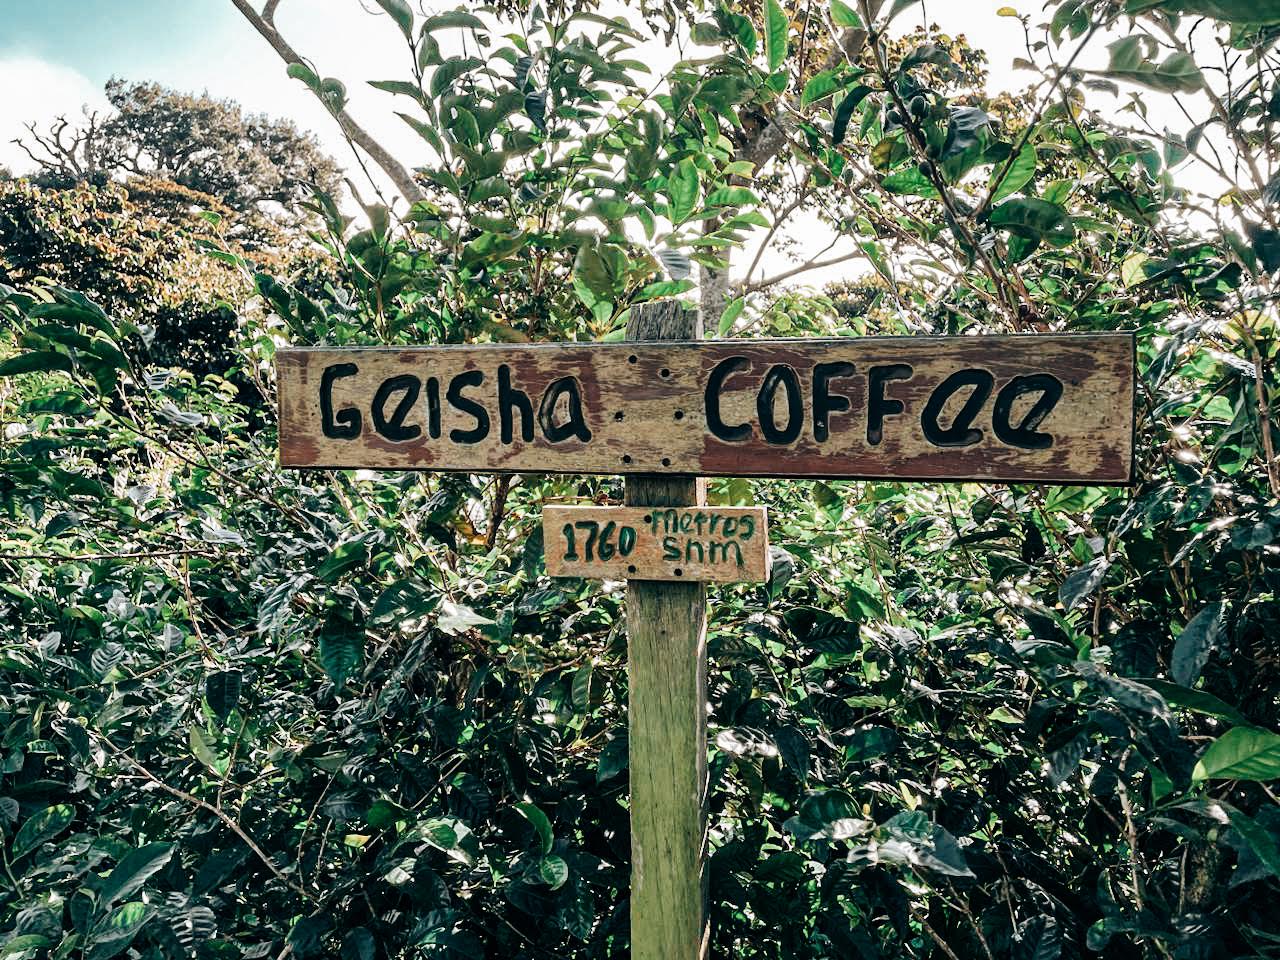 Geisha COFFee
1760 metros
snm